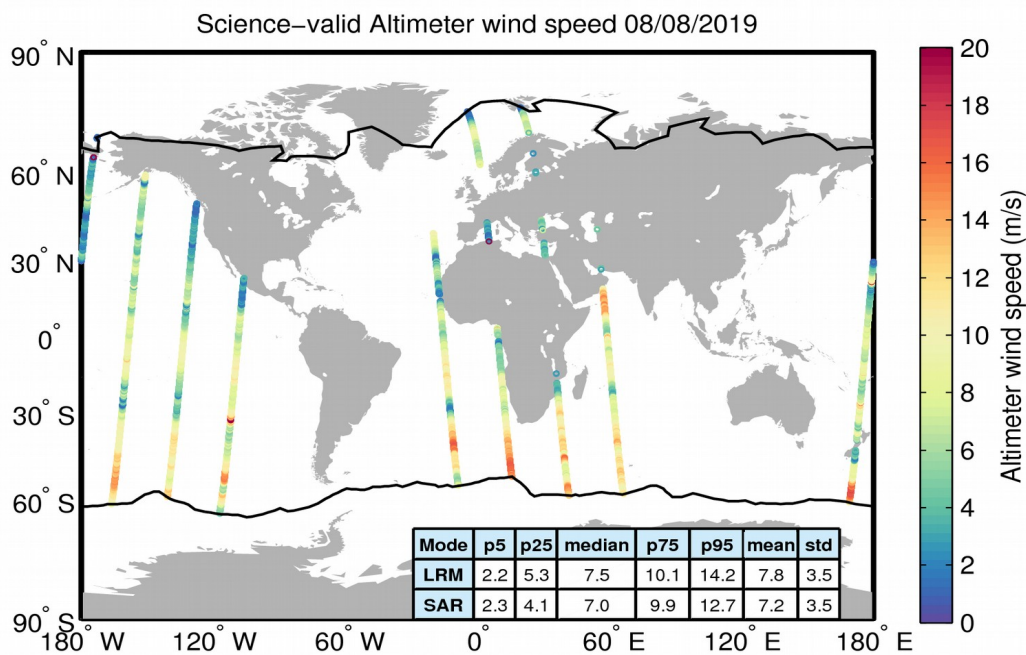 Science−valid Altimeter wind speed 08/08/2019
90° N
60° N
30° N
0°
30° S
60° S
90° S
180° W
120° W
60° W
0°
60° E
120° E
180° E
Mode p5 p25 median p75 p95 mean std
LRM 2.2 5.3 7.5 10.1 14.2 7.8 3.5
SAR 2.3 4.1 7.0 9.9 12.7 7.2 3.5
20
18
16
14
12
10
8
6
4
2
0
Altimeter wind speed (m/s)